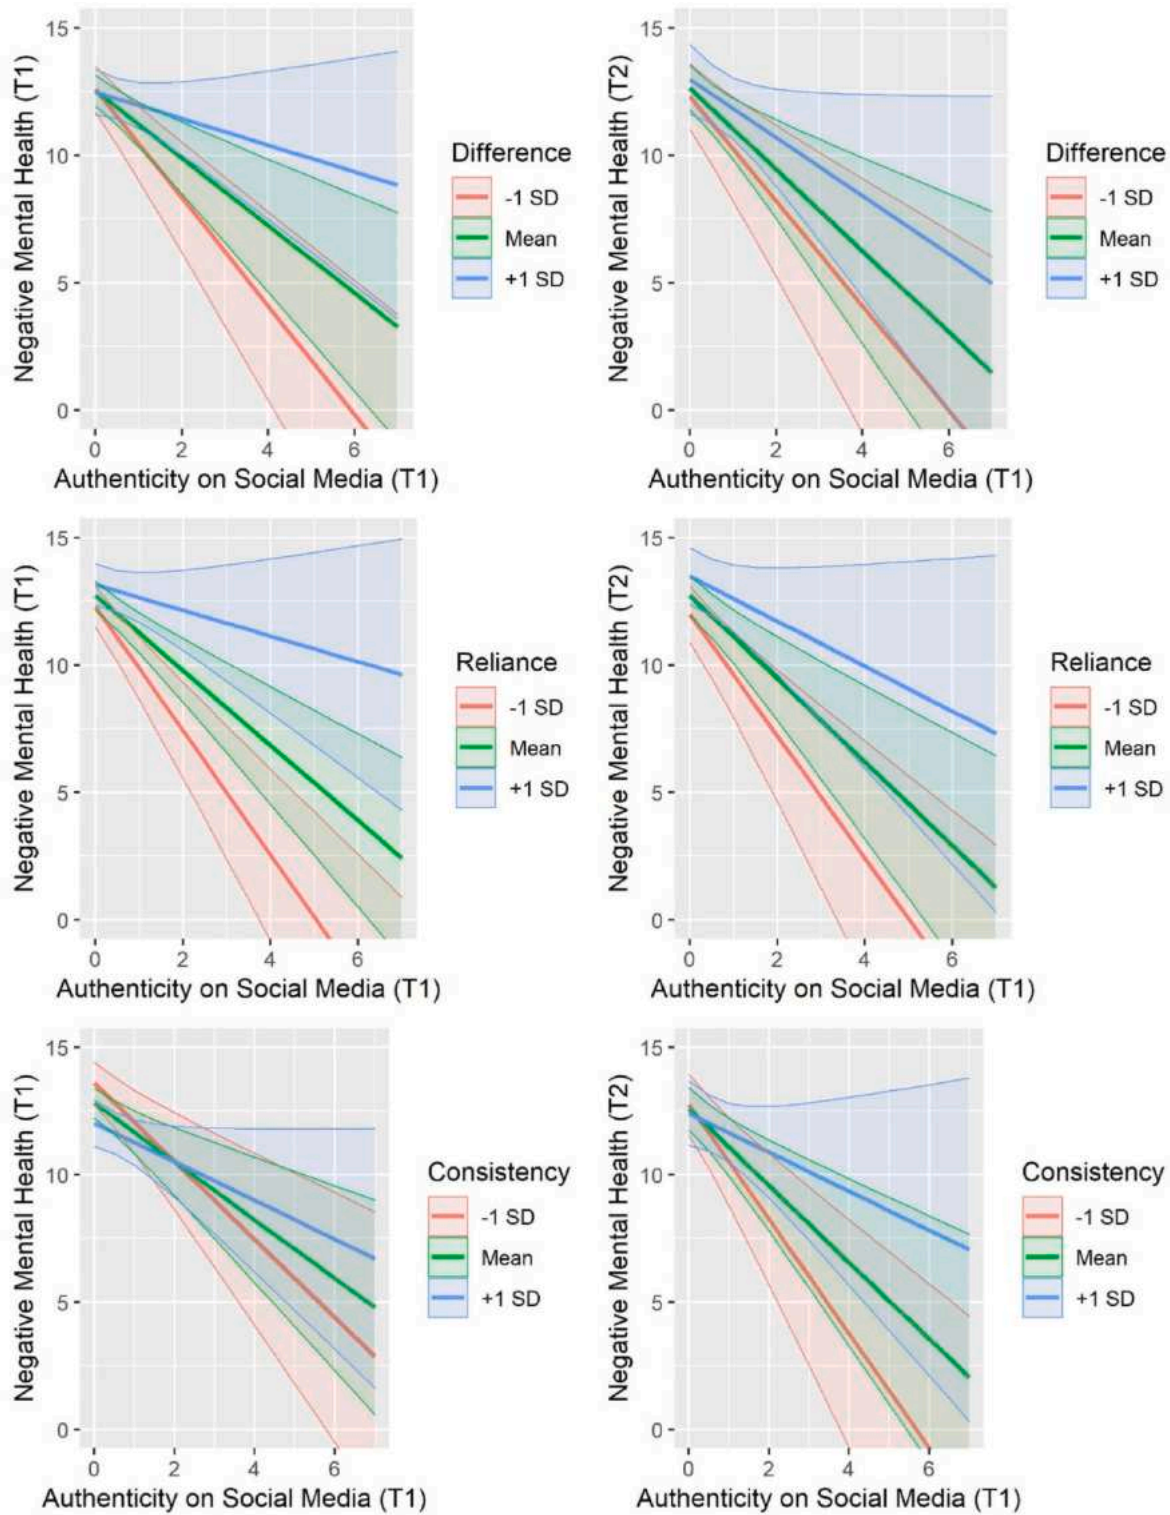 15
10
5
0
Negative Mental Health (T1)
0 2 4 6
Authenticity on Social Media (T1)
Difference
-1 SD
Mean
+1 SD
15
10
5
0
Negative Mental Health (T2)
0 2 4 6
Authenticity on Social Media (T1)
Difference
-1 SD
Mean
+1 SD
15
10
5
0
Negative Mental Health (T1)
0 2 4 6
Authenticity on Social Media (T1)
Reliance
-1 SD
Mean
+1 SD
15
10
5
0
Negative Mental Health (T2)
0 2 4 6
Authenticity on Social Media (T1)
Reliance
-1 SD
Mean
+1 SD
15
10
5
0
Negative Mental Health (T1)
0 2 4 6
Authenticity on Social Media (T1)
Consistency
-1 SD
Mean
+1 SD
15
10
5
0
Negative Mental Health (T2)
0 2 4 6
Authenticity on Social Media (T1)
Consistency
-1 SD
Mean
+1 SD